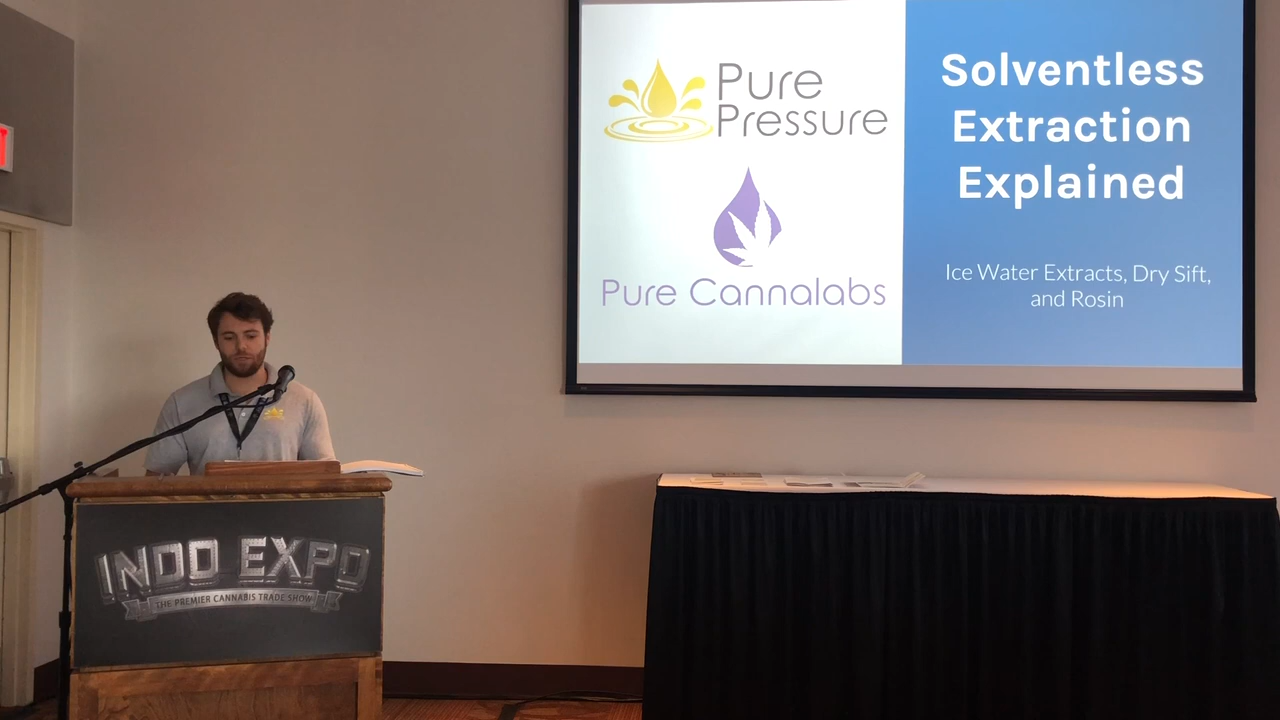 Pure
Pressure
Pure Cannalabs
Solventless
Extraction
Explained
Ice Water Extracts, Dry Sift,
and Rosin
INDO EXPO
THE PREMIER CANNABIS TRADE SHOW